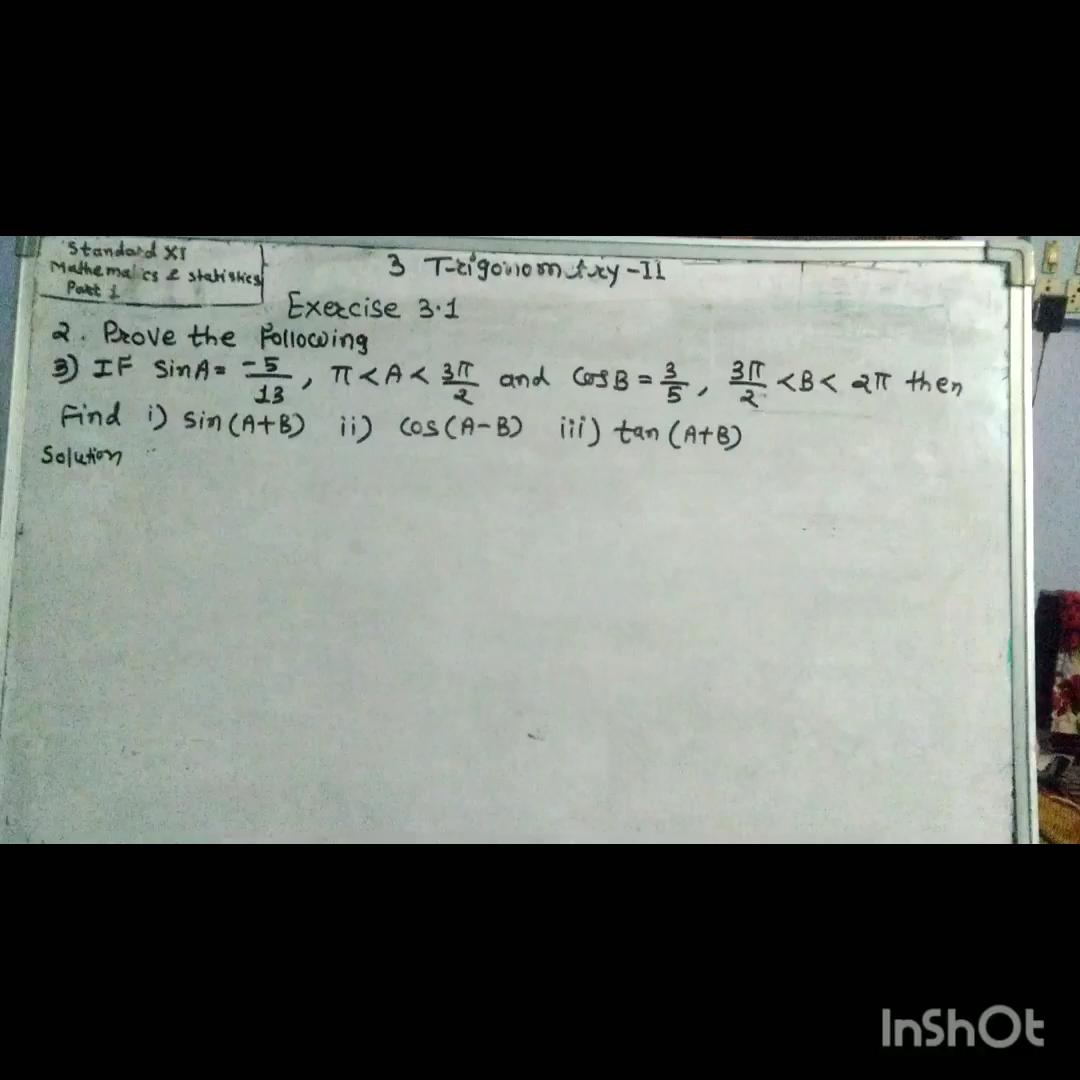 Standard XI
Mathematics & statistics
Part 1
3 Trigonometry-II
Exercise 3.1
2. Prove the Following
3) IF sinA = -5/13, π < A < 3π/2 and cosB = 3/5, 3π/2 < B < 2π then
Find i) sin(A+B) ii) cos(A-B) iii) tan(A+B)
Solution
InShOt